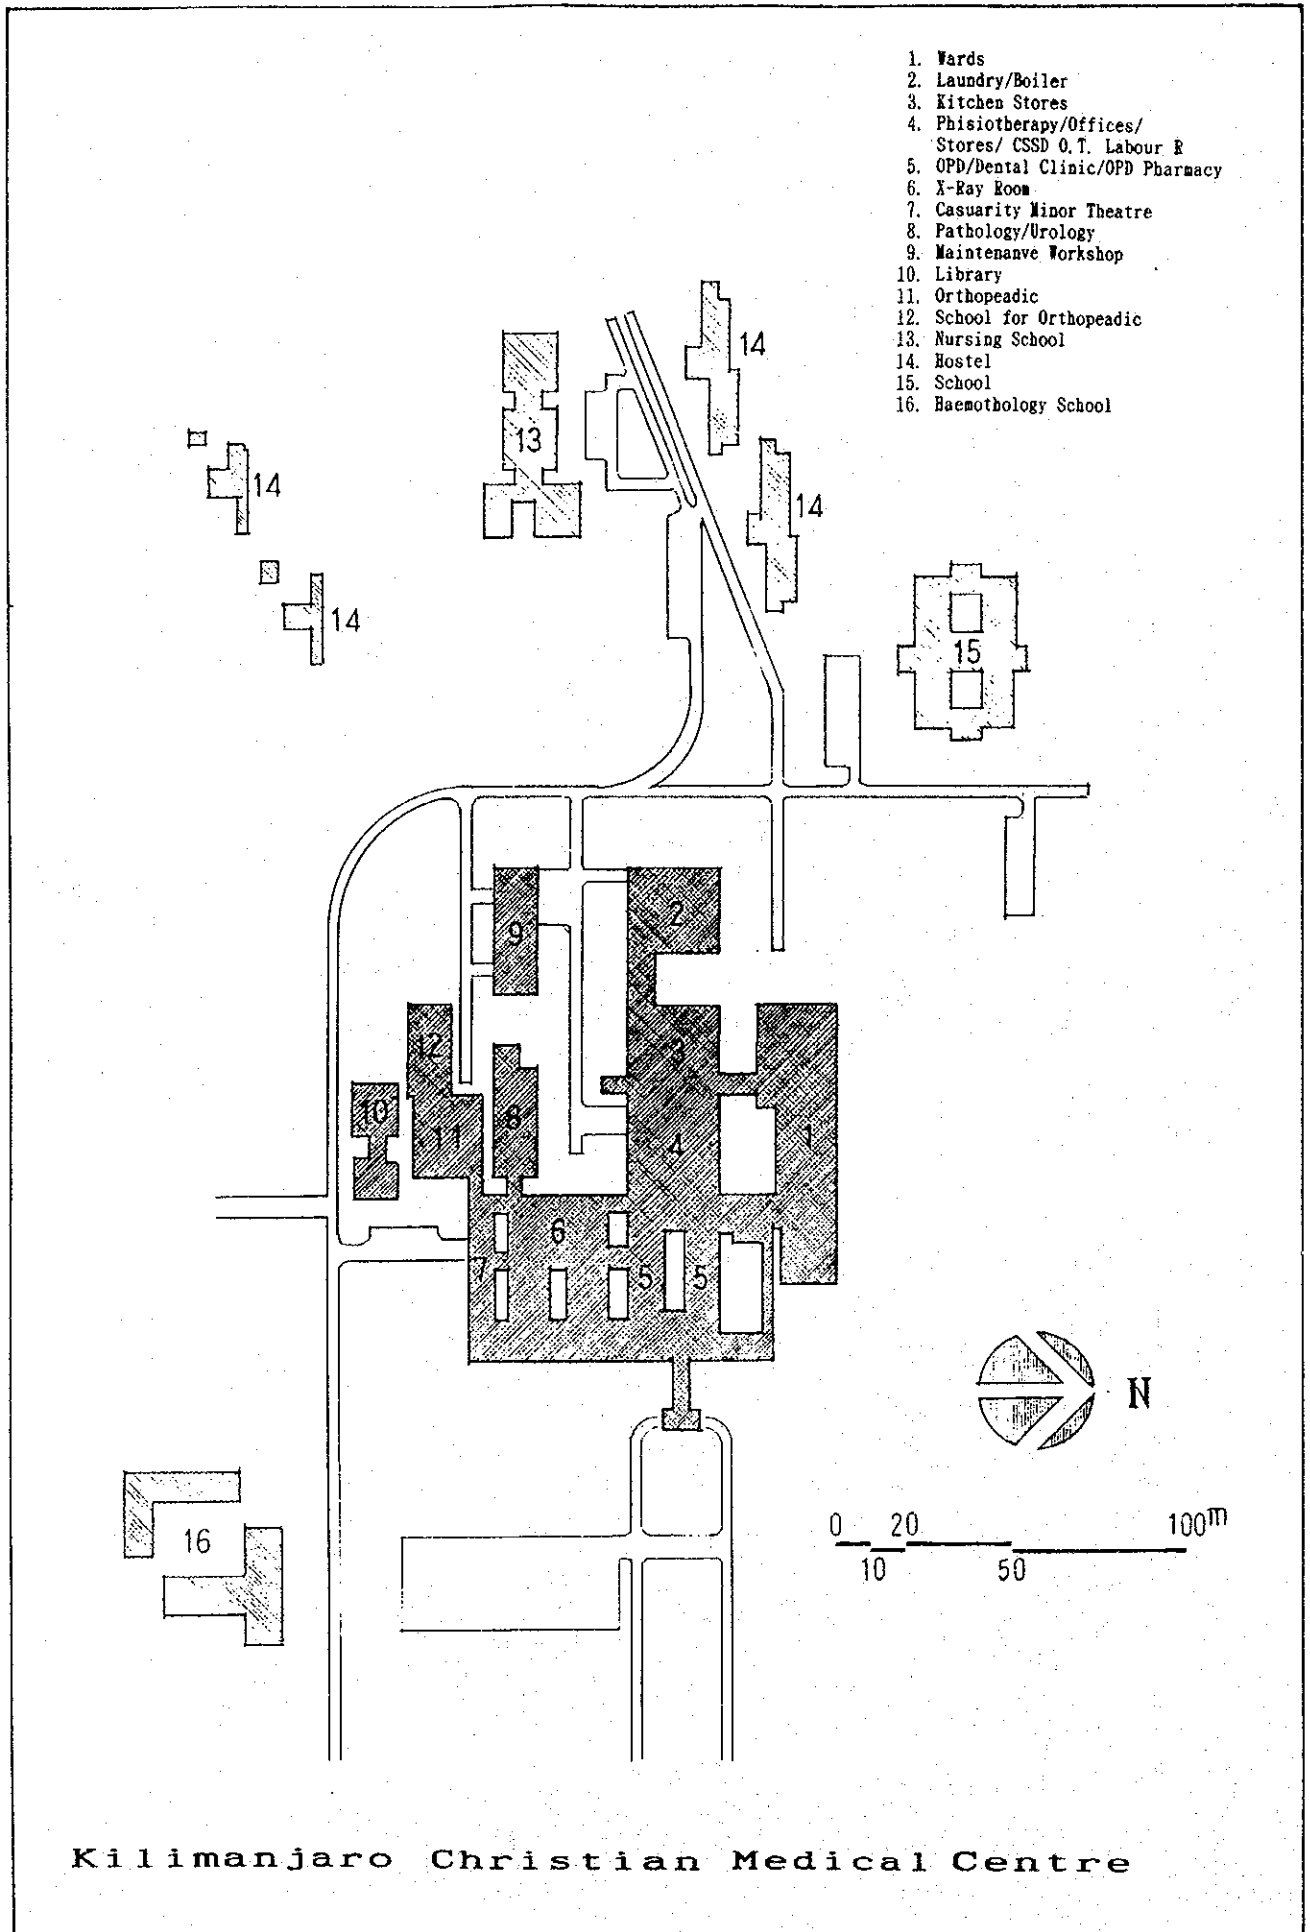 1. Wards
2. Laundry/Boiler
3. Kitchen Stores
4. Phisiotherapy/Offices/
Stores/ CSSD O.T. Labour R
5. OPD/Dental Clinic/OPD Pharmacy
6. X-Ray Room
7. Casuarity Minor Theatre
8. Pathology/Urology
9. Maintenanve Workshop
10. Library
11. Orthopeadic
12. School for Orthopeadic
13. Nursing School
14. Hostel
15. School
16. Haemothology School
14
13
14
14
14
15
2
9
12
3
10
8
11
4
1
6
7
5
5
N
0 20 100m
10 50
16
Kilimanjaro Christian Medical Centre